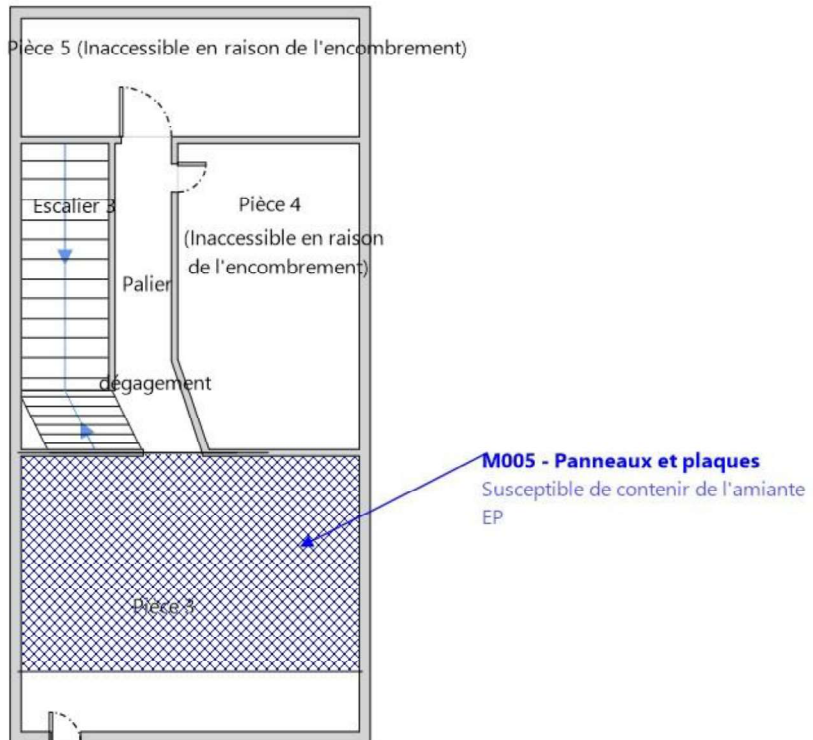 Pièce 5 (Inaccessible en raison de l'encombrement)
Escalier 3
Pièce 4
(Inaccessible en raison
de l'encombrement)
Palier
dégagement
M005 - Panneaux et plaques
Susceptible de contenir de l'amiante
EP
Pièce 3